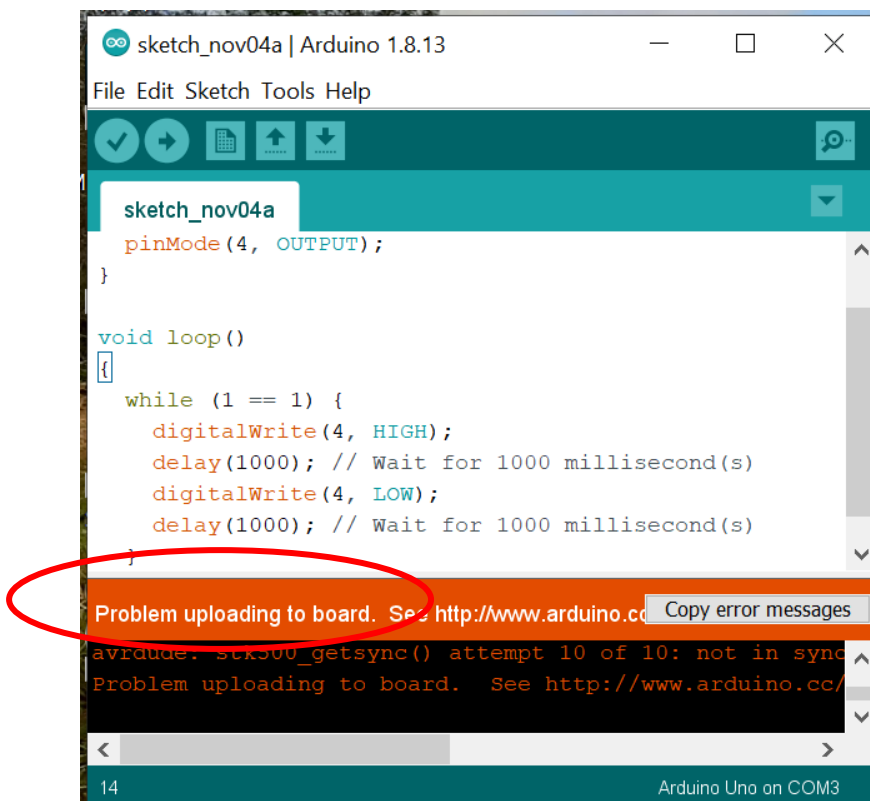 sketch_nov04a | Arduino 1.8.13
File Edit Sketch Tools Help
sketch_nov04a
pinMode(4, OUTPUT);
}
void loop()
{
while (1 == 1) {
digitalWrite(4, HIGH);
delay(1000); // Wait for 1000 millisecond(s)
digitalWrite(4, LOW);
delay(1000); // Wait for 1000 millisecond(s)
}
Problem uploading to board. See http://www.arduino.cc Copy error messages
avrdude: stk500_getsync() attempt 10 of 10: not in sync
Problem uploading to board. See http://www.arduino.cc/
14 Arduino Uno on COM3